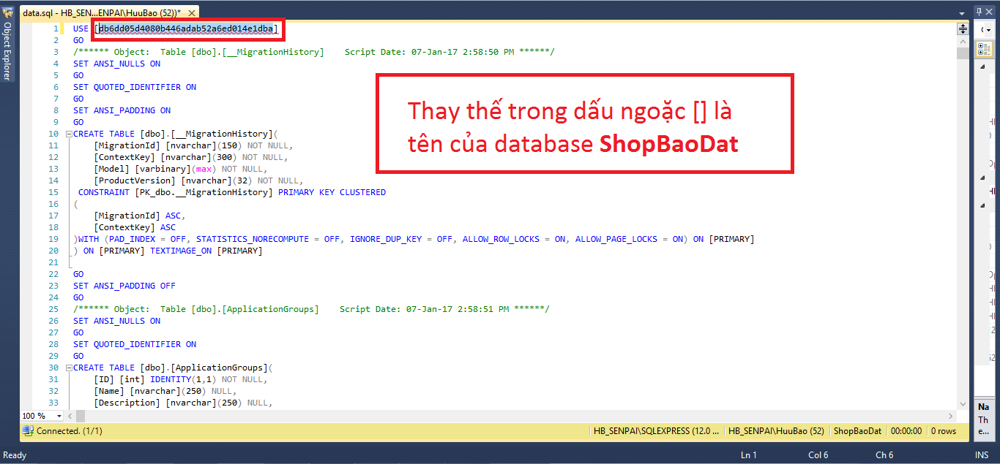 data.sql - HB_SEN...ENPAI\HuuBao (52))*
Object Explorer
1 USE [db6dd05d4080b446adab52a6ed014e1dba]
2 GO
3 /****** Object:  Table [dbo].[__MigrationHistory]    Script Date: 07-Jan-17 2:58:50 PM ******/
4 SET ANSI_NULLS ON
5 GO
6 SET QUOTED_IDENTIFIER ON
7 GO
8 SET ANSI_PADDING ON
9 GO
10 CREATE TABLE [dbo].[__MigrationHistory](
11 [MigrationId] [nvarchar](150) NOT NULL,
12 [ContextKey] [nvarchar](300) NOT NULL,
13 [Model] [varbinary](max) NOT NULL,
14 [ProductVersion] [nvarchar](32) NOT NULL,
15 CONSTRAINT [PK_dbo.__MigrationHistory] PRIMARY KEY CLUSTERED
16 (
17 [MigrationId] ASC,
18 [ContextKey] ASC
19 )WITH (PAD_INDEX = OFF, STATISTICS_NORECOMPUTE = OFF, IGNORE_DUP_KEY = OFF, ALLOW_ROW_LOCKS = ON, ALLOW_PAGE_LOCKS = ON) ON [PRIMARY]
20 ) ON [PRIMARY] TEXTIMAGE_ON [PRIMARY]
21
22 GO
23 SET ANSI_PADDING OFF
24 GO
25 /****** Object:  Table [dbo].[ApplicationGroups]    Script Date: 07-Jan-17 2:58:51 PM ******/
26 SET ANSI_NULLS ON
27 GO
28 SET QUOTED_IDENTIFIER ON
29 GO
30 CREATE TABLE [dbo].[ApplicationGroups](
31 [ID] [int] IDENTITY(1,1) NOT NULL,
32 [Name] [nvarchar](250) NULL,
33 [Description] [nvarchar](250) NULL,
Thay thế trong dấu ngoặc [] là
tên của database ShopBaoDat
100 %
Na
Th
e...
Connected. (1/1) HB_SENPAI\SQLEXPRESS (12.0 ... HB_SENPAI\HuuBao (52) ShopBaoDat 00:00:00 0 rows
Ready Ln 1 Col 6 Ch 6 INS